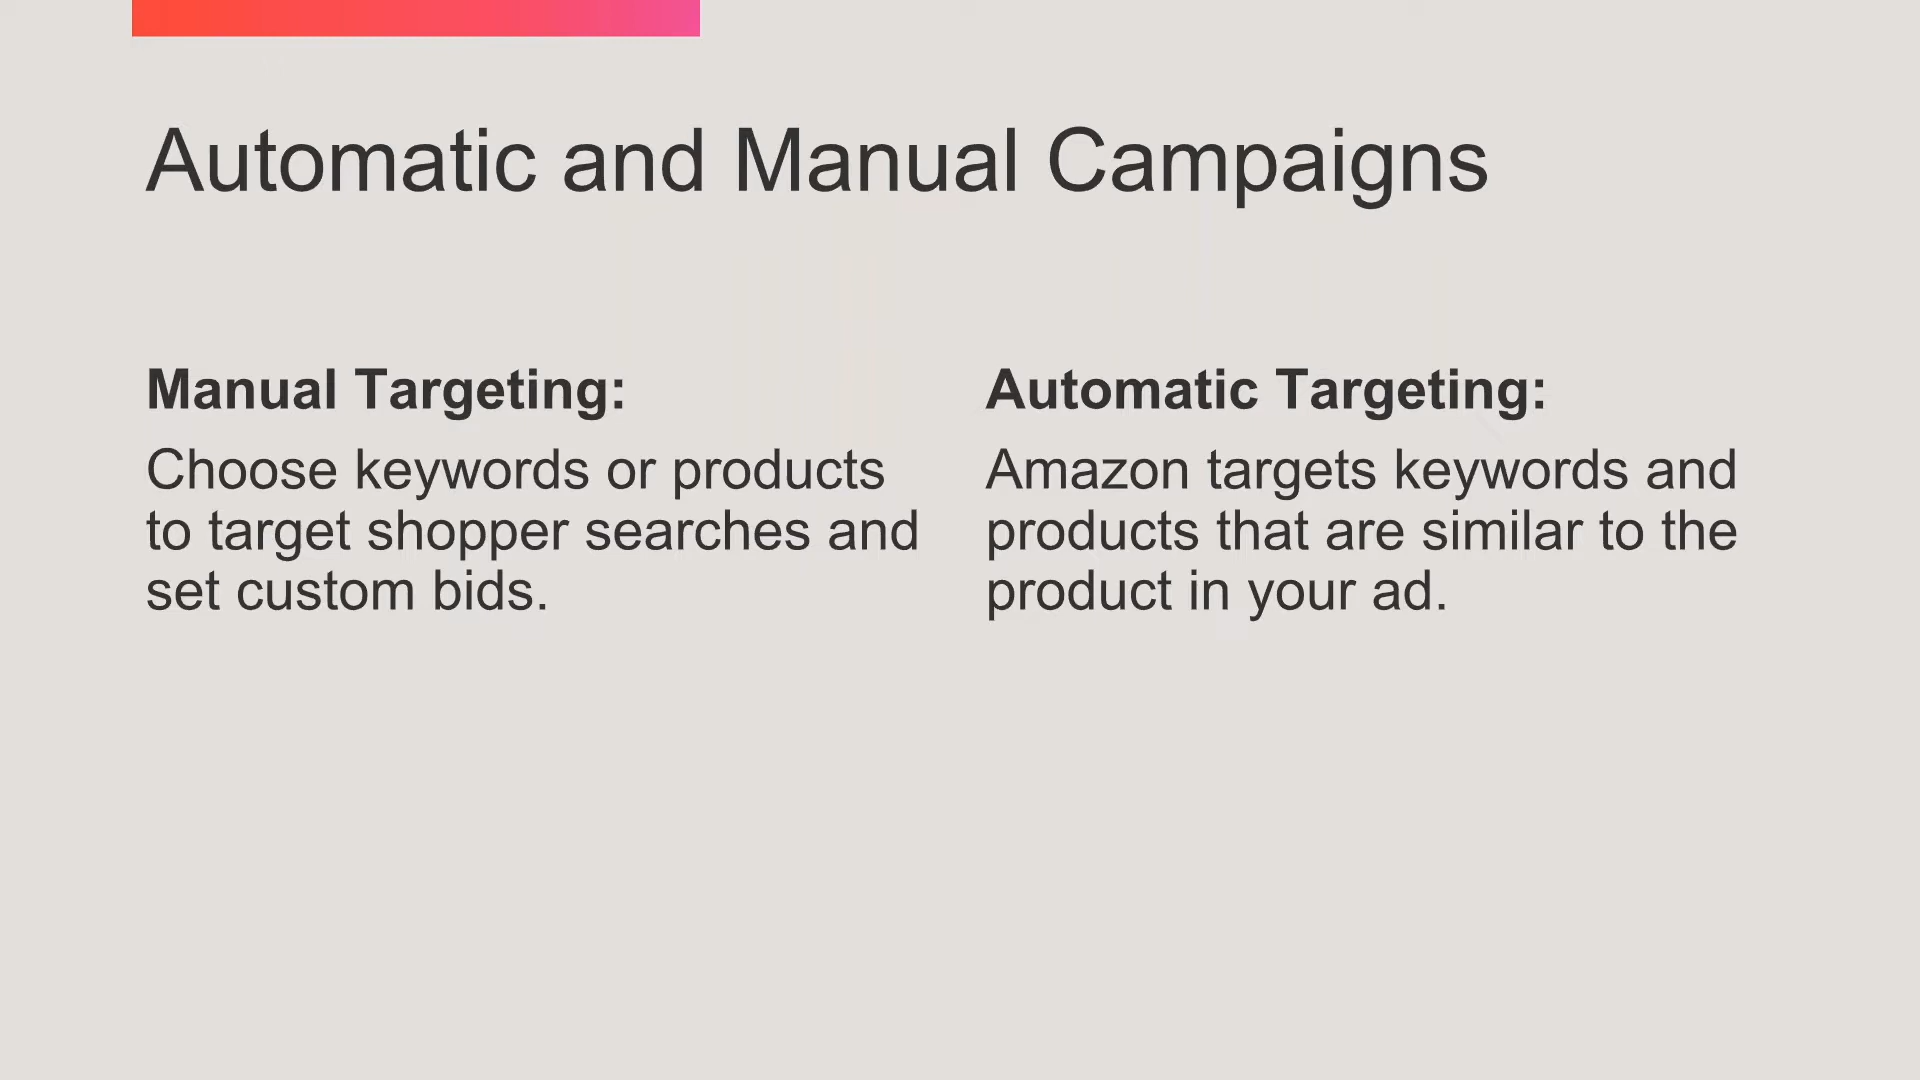 Automatic and Manual Campaigns
Manual Targeting:
Choose keywords or products
to target shopper searches and
set custom bids.
Automatic Targeting:
Amazon targets keywords and
products that are similar to the
product in your ad.